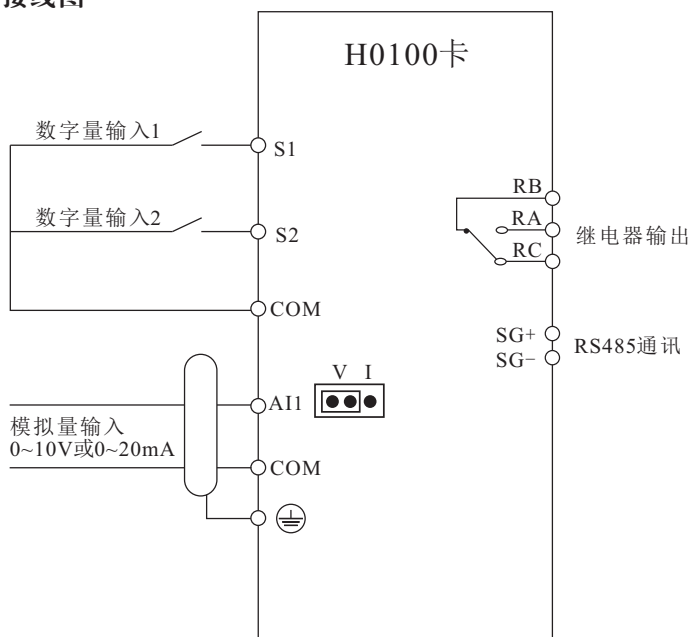 接线图
H0100卡
数字量输入1
S1
数字量输入2
S2
COM
RB
RA
RC
继电器输出
SG+
SG−
RS485通讯
V I
AI1
模拟量输入
0~10V或0~20mA
COM